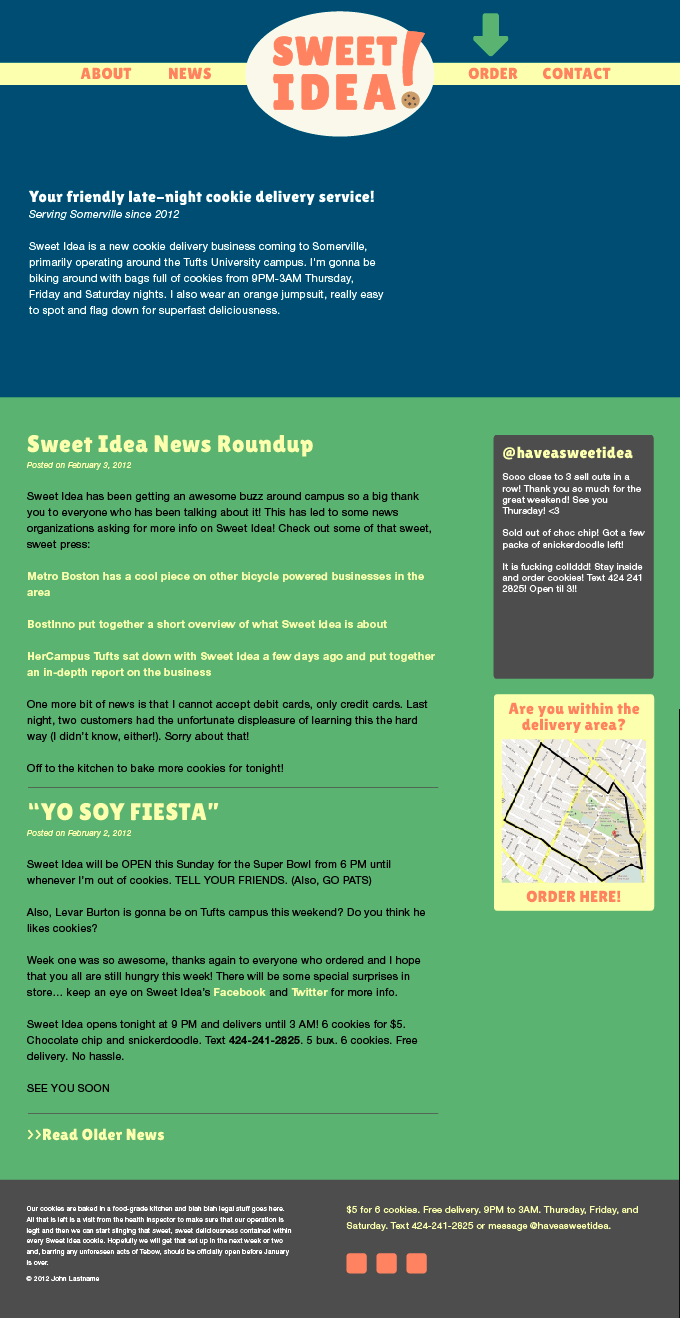 SWEET
IDEA!
ABOUT NEWS ORDER CONTACT
Your friendly late-night cookie delivery service!
Serving Somerville since 2012
Sweet Idea is a new cookie delivery business coming to Somerville,
primarily operating around the Tufts University campus. I'm gonna be
biking around with bags full of cookies from 9PM-3AM Thursday,
Friday and Saturday nights. I also wear an orange jumpsuit, really easy
to spot and flag down for superfast deliciousness.
Sweet Idea News Roundup
Posted on February 3, 2012
Sweet Idea has been getting an awesome buzz around campus so a big thank
you to everyone who has been talking about it! This has led to some news
organizations asking for more info on Sweet Idea! Check out some of that sweet,
sweet press:
Metro Boston has a cool piece on other bicycle powered businesses in the
area
BostInno put together a short overview of what Sweet Idea is about
HerCampus Tufts sat down with Sweet Idea a few days ago and put together
an in-depth report on the business
One more bit of news is that I cannot accept debit cards, only credit cards. Last
night, two customers had the unfortunate displeasure of learning this the hard
way (I didn't know, either!). Sorry about that!
Off to the kitchen to bake more cookies for tonight!
“YO SOY FIESTA”
Posted on February 2, 2012
Sweet Idea will be OPEN this Sunday for the Super Bowl from 6 PM until
whenever I'm out of cookies. TELL YOUR FRIENDS. (Also, GO PATS)
Also, Levar Burton is gonna be on Tufts campus this weekend? Do you think he
likes cookies?
Week one was so awesome, thanks again to everyone who ordered and I hope
that you all are still hungry this week! There will be some special surprises in
store… keep an eye on Sweet Idea's Facebook and Twitter for more info.
Sweet Idea opens tonight at 9 PM and delivers until 3 AM! 6 cookies for $5.
Chocolate chip and snickerdoodle. Text 424-241-2825. 5 bux. 6 cookies. Free
delivery. No hassle.
SEE YOU SOON
>>Read Older News
@haveasweetidea
Sooo close to 3 sell outs in a
row! Thank you so much for the
great weekend! See you
Thursday! <3
Sold out of choc chip! Got a few
packs of snickerdoodle left!
It is fucking collddd! Stay inside
and order cookies! Text 424 241
2825! Open til 3!!
Are you within the
delivery area?
ORDER HERE!
Our cookies are baked in a food-grade kitchen and blah blah legal stuff goes here.
All that is left is a visit from the health inspector to make sure that our operation is
legit and then we can start slinging that sweet, sweet deliciousness contained within
every Sweet Idea cookie. Hopefully we will get that set up in the next week or two
and, barring any unforeseen acts of Tebow, should be officially open before January
is over.
© 2012 John Lastname
$5 for 6 cookies. Free delivery. 9PM to 3AM. Thursday, Friday, and
Saturday. Text 424-241-2825 or message @haveasweetidea.